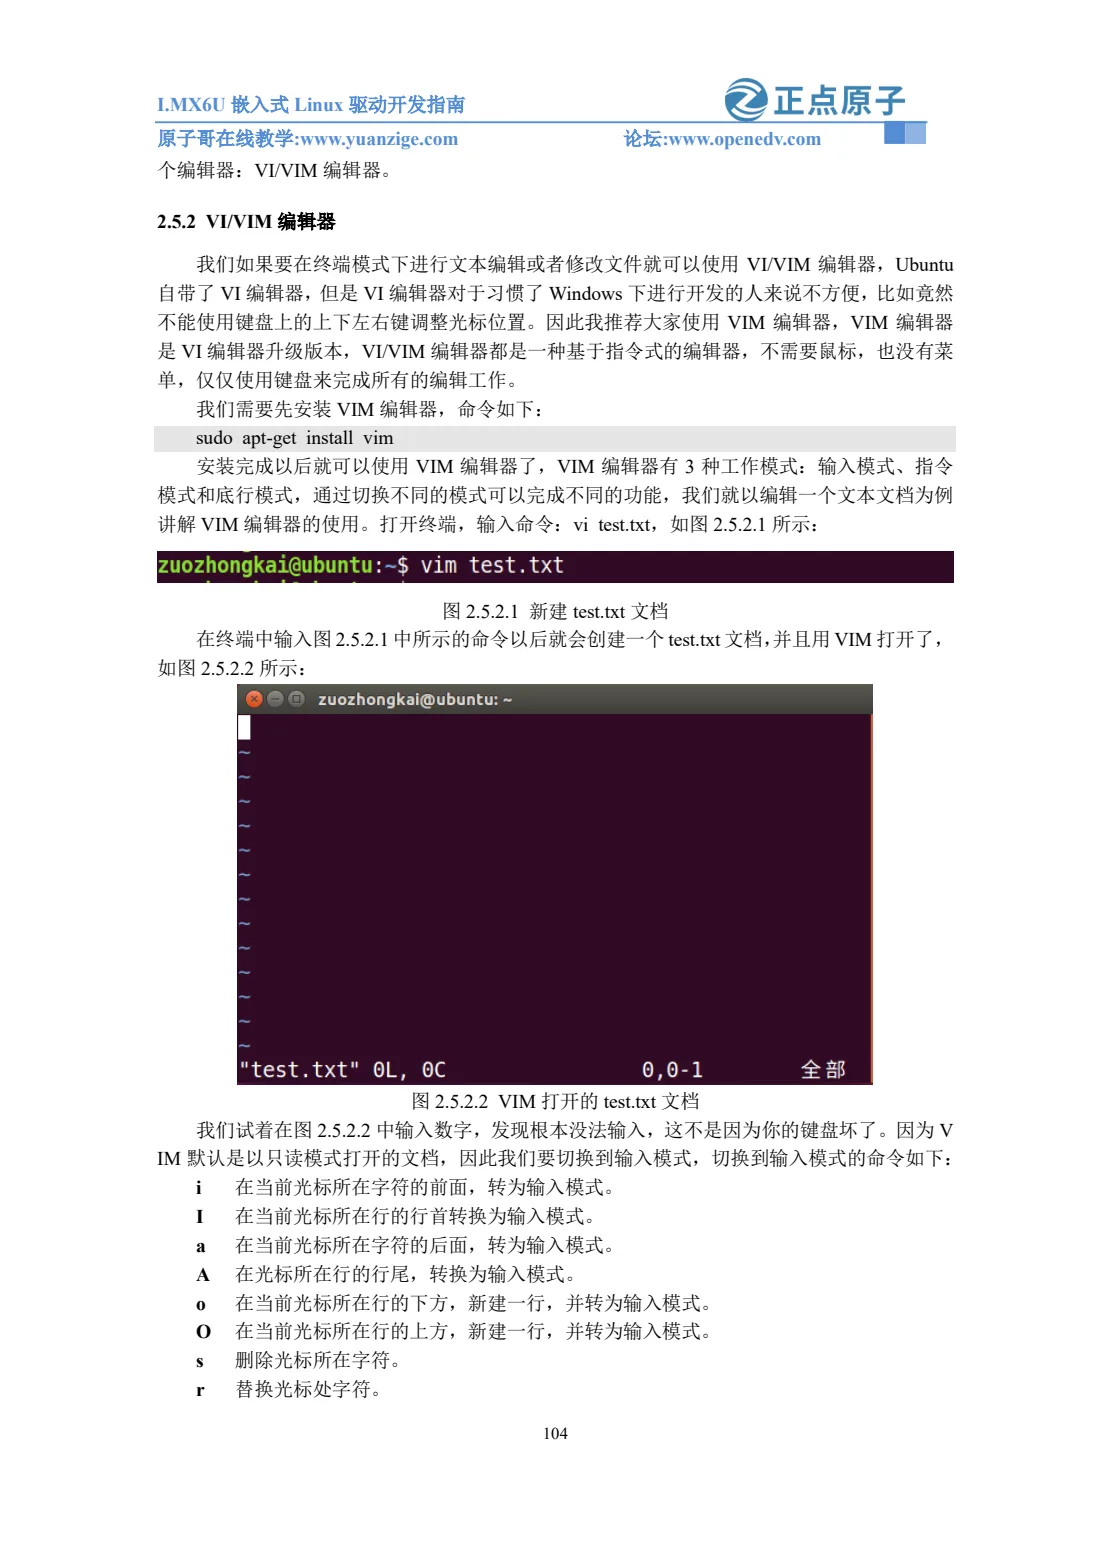 I.MX6U 嵌入式 Linux 驱动开发指南
正点原子
原子哥在线教学:www.yuanzige.com 论坛:www.openedv.com
个编辑器：VI/VIM 编辑器。
2.5.2 VI/VIM 编辑器
我们如果要在终端模式下进行文本编辑或者修改文件就可以使用 VI/VIM 编辑器，Ubuntu
自带了 VI 编辑器，但是 VI 编辑器对于习惯了 Windows 下进行开发的人来说不方便，比如竟然
不能使用键盘上的上下左右键调整光标位置。因此我推荐大家使用 VIM 编辑器，VIM 编辑器
是 VI 编辑器升级版本，VI/VIM 编辑器都是一种基于指令式的编辑器，不需要鼠标，也没有菜
单，仅仅使用键盘来完成所有的编辑工作。
我们需要先安装 VIM 编辑器，命令如下：
sudo apt-get install vim
安装完成以后就可以使用 VIM 编辑器了，VIM 编辑器有 3 种工作模式：输入模式、指令
模式和底行模式，通过切换不同的模式可以完成不同的功能，我们就以编辑一个文本文档为例
讲解 VIM 编辑器的使用。打开终端，输入命令：vi test.txt，如图 2.5.2.1 所示：
zuozhongkai@ubuntu:~$ vim test.txt
图 2.5.2.1 新建 test.txt 文档
在终端中输入图 2.5.2.1 中所示的命令以后就会创建一个 test.txt 文档，并且用 VIM 打开了，
如图 2.5.2.2 所示：
zuozhongkai@ubuntu: ~
~
~
~
~
~
~
~
~
~
~
~
~
~
"test.txt" 0L, 0C 0,0-1 全部
图 2.5.2.2 VIM 打开的 test.txt 文档
我们试着在图 2.5.2.2 中输入数字，发现根本没法输入，这不是因为你的键盘坏了。因为 V
IM 默认是以只读模式打开的文档，因此我们要切换到输入模式，切换到输入模式的命令如下：
i 在当前光标所在字符的前面，转为输入模式。
I 在当前光标所在行的行首转换为输入模式。
a 在当前光标所在字符的后面，转为输入模式。
A 在光标所在行的行尾，转换为输入模式。
o 在当前光标所在行的下方，新建一行，并转为输入模式。
O 在当前光标所在行的上方，新建一行，并转为输入模式。
s 删除光标所在字符。
r 替换光标处字符。
104